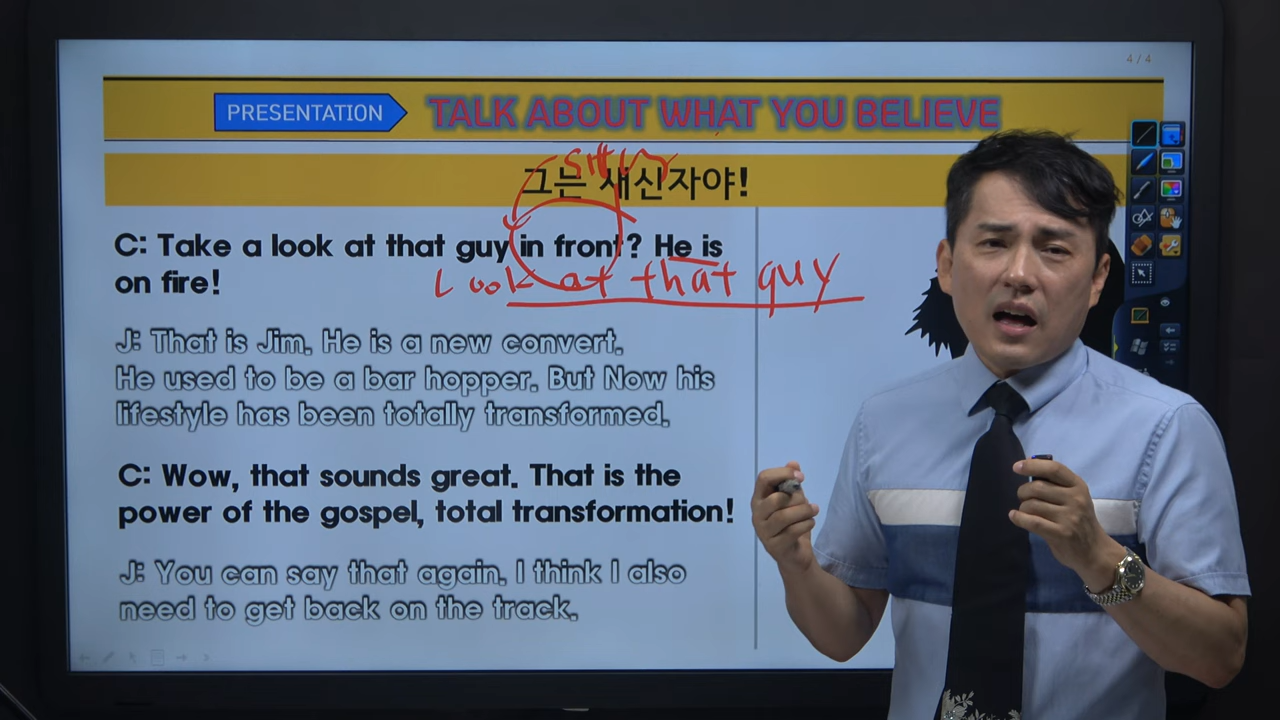 4 / 4
PRESENTATION TALK ABOUT WHAT YOU BELIEVE
그는 새신자야!
C: Take a look at that guy in front? He is
on fire!
Look at that guy
J: That is Jim. He is a new convert.
He used to be a bar hopper. But Now his
lifestyle has been totally transformed.
C: Wow, that sounds great. That is the
power of the gospel, total transformation!
J: You can say that again. I think I also
need to get back on the track.